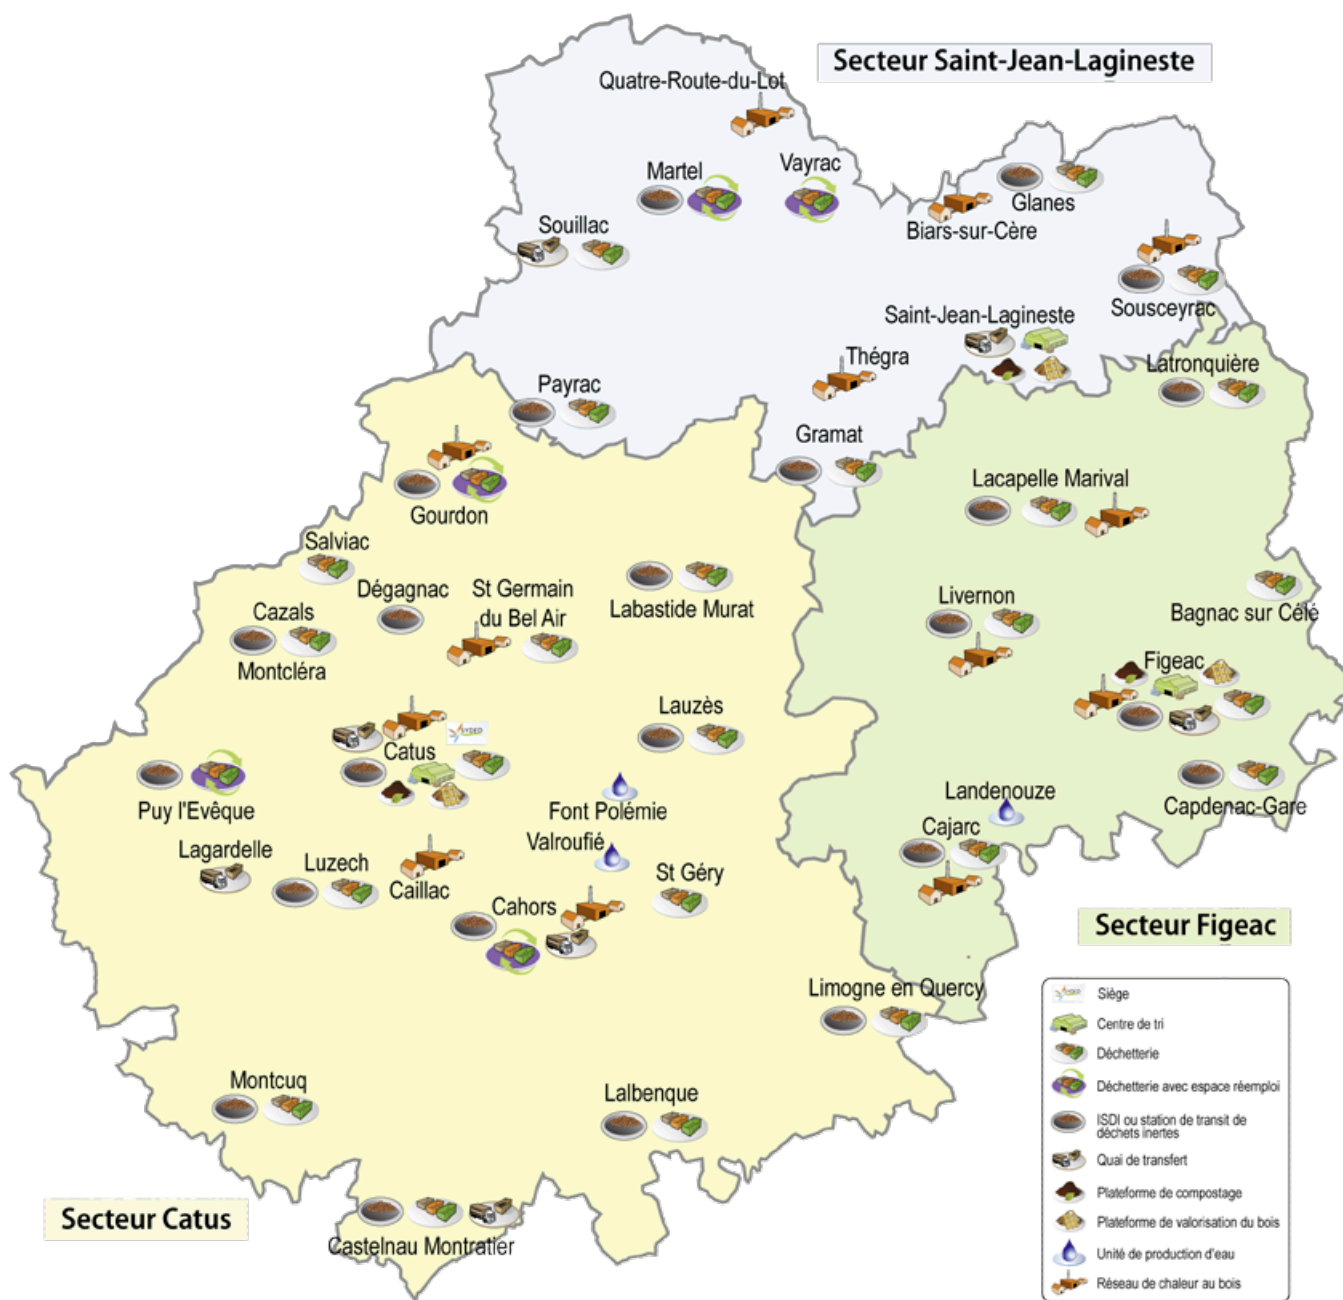 Secteur Saint-Jean-Lagineste
Quatre-Route-du-Lot
Martel
Vayrac
Glanes
Biars-sur-Cère
Souillac
Sousceyrac
Saint-Jean-Lagineste
Thégra
Latronquière
Payrac
Gramat
Lacapelle Marival
Gourdon
Salviac
Dégagnac
St Germain
du Bel Air
Labastide Murat
Livernon
Bagnac sur Célé
Cazals
Montcléra
Figeac
Lauzès
SYDED
Catus
Puy l'Evêque
Font Polémie
Landenouze
Capdenac-Gare
Valroufié
Cajarc
Lagardelle
Luzech
Caillac
St Géry
Cahors
Secteur Figeac
Limogne en Quercy
Montcuq
Lalbenque
Secteur Catus
Castelnau Montratier
Siège
Centre de tri
Déchetterie
Déchetterie avec espace réemploi
ISDI ou station de transit de
déchets inertes
Quai de transfert
Plateforme de compostage
Plateforme de valorisation du bois
Unité de production d'eau
Réseau de chaleur au bois